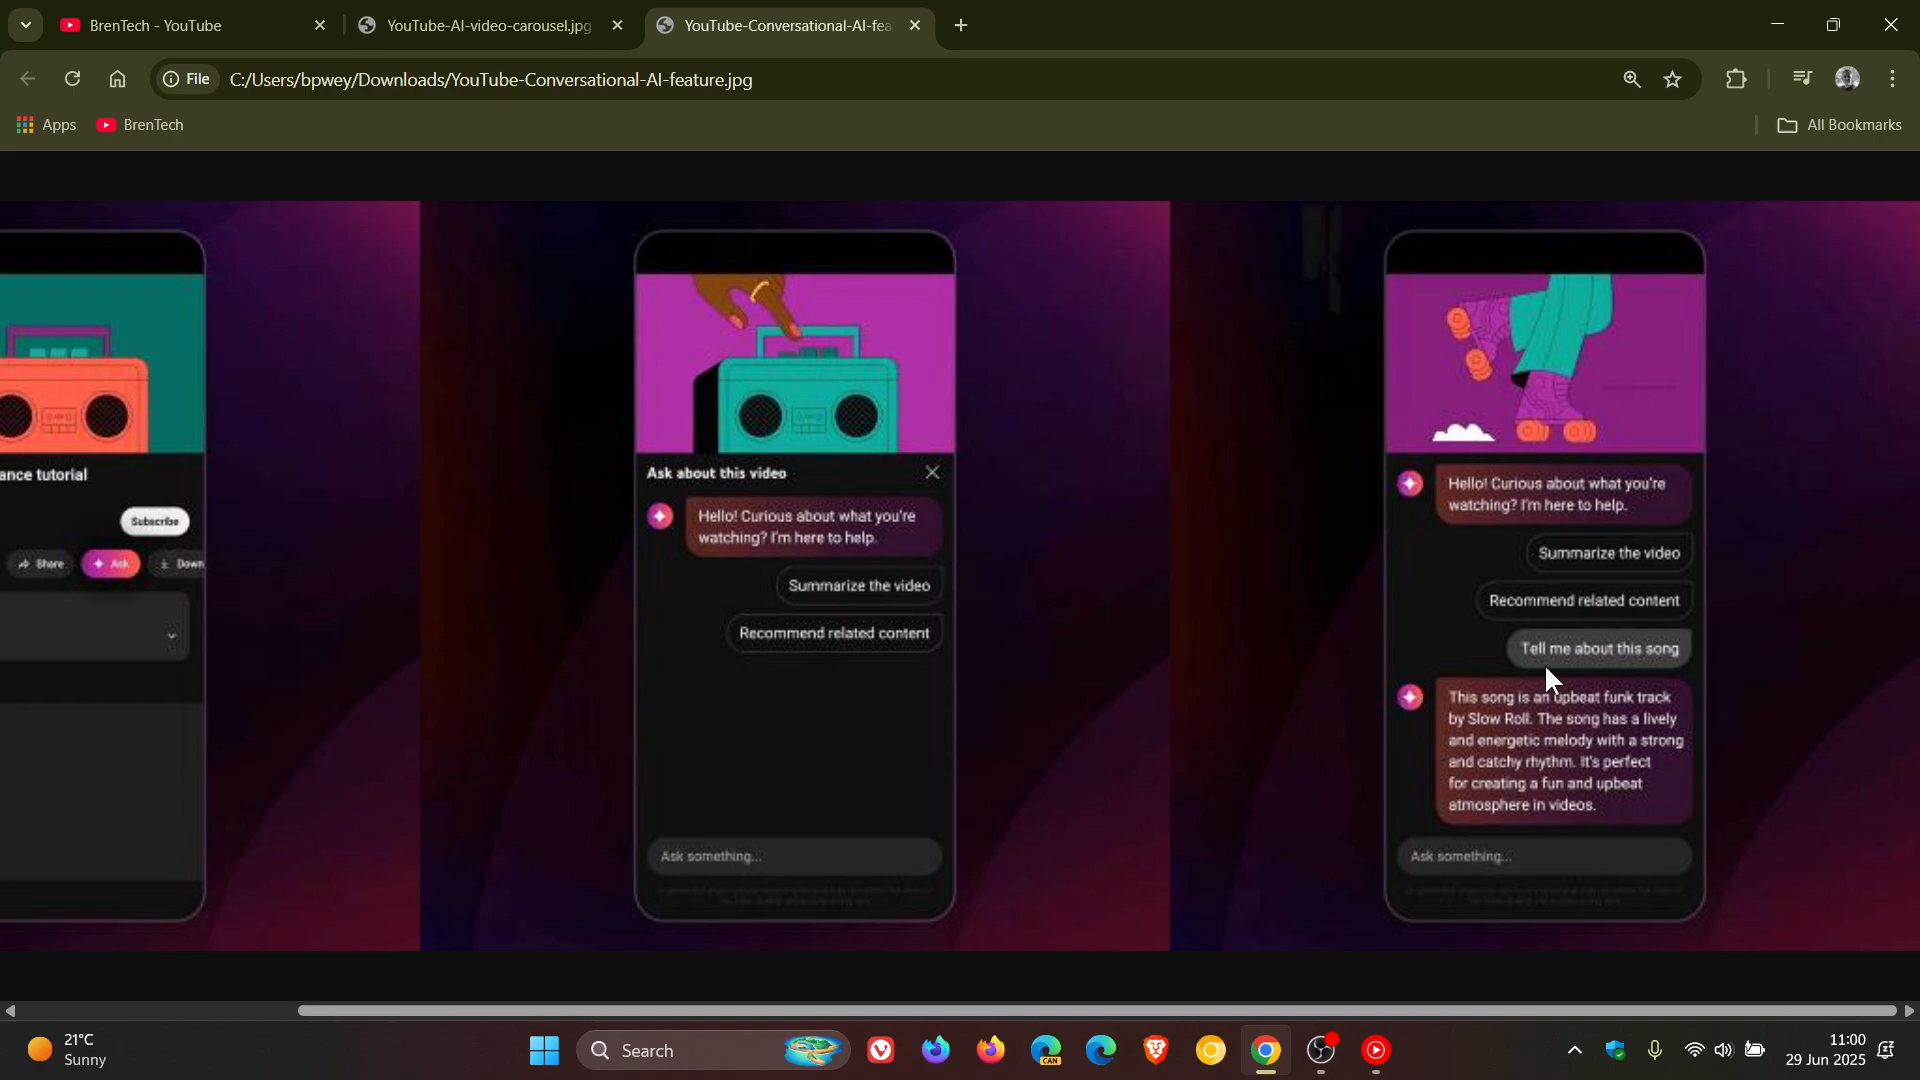 BrenTech - YouTube
YouTube-AI-video-carousel.jpg
YouTube-Conversational-AI-fea
File
C:/Users/bpwey/Downloads/YouTube-Conversational-AI-feature.jpg
Apps
BrenTech
All Bookmarks
ance tutorial
Subscribe
Share
Ask
Down
Ask about this video
Hello! Curious about what you're
watching? I'm here to help.
Summarize the video
Recommend related content
Ask something...
Hello! Curious about what you're
watching? I'm here to help.
Summarize the video
Recommend related content
Tell me about this song
This song is an upbeat funk track
by Slow Roll. The song has a lively
and energetic melody with a strong
and catchy rhythm. It's perfect
for creating a fun and upbeat
atmosphere in videos.
Ask something...
21°C
Sunny
Search
CAN
11:00
29 Jun 2025